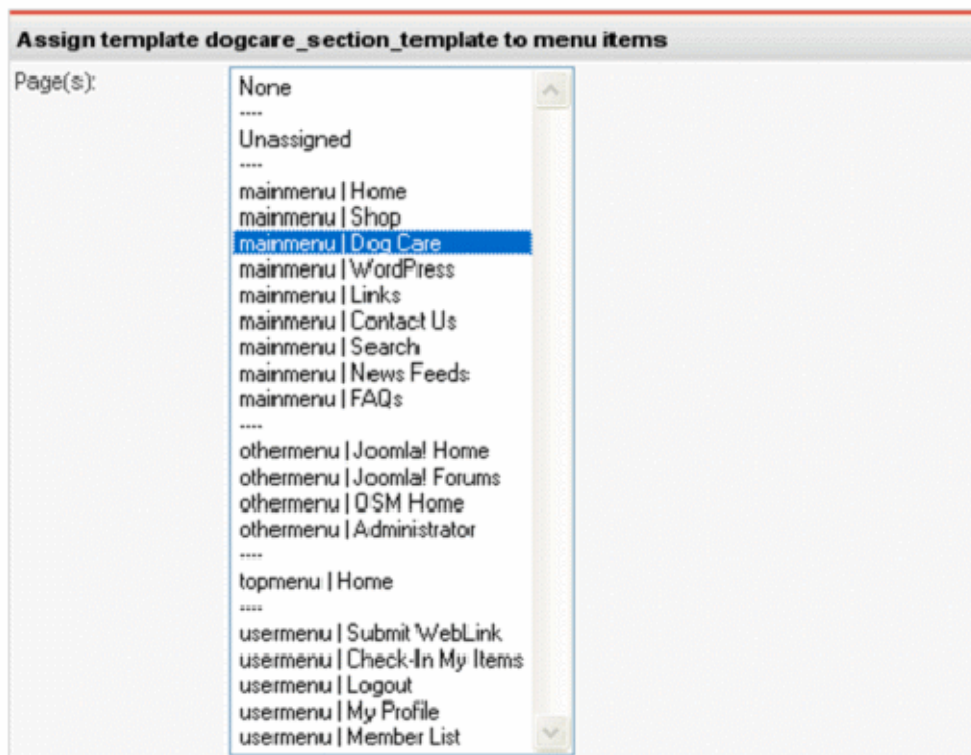 Assign template dogcare_section_template to menu items
Page(s):
None
----
Unassigned
----
mainmenu | Home
mainmenu | Shop
mainmenu | Dog Care
mainmenu | WordPress
mainmenu | Links
mainmenu | Contact Us
mainmenu | Search
mainmenu | News Feeds
mainmenu | FAQs
----
othermenu | Joomla! Home
othermenu | Joomla! Forums
othermenu | OSM Home
othermenu | Administrator
----
topmenu | Home
----
usermenu | Submit WebLink
usermenu | Check-In My Items
usermenu | Logout
usermenu | My Profile
usermenu | Member List